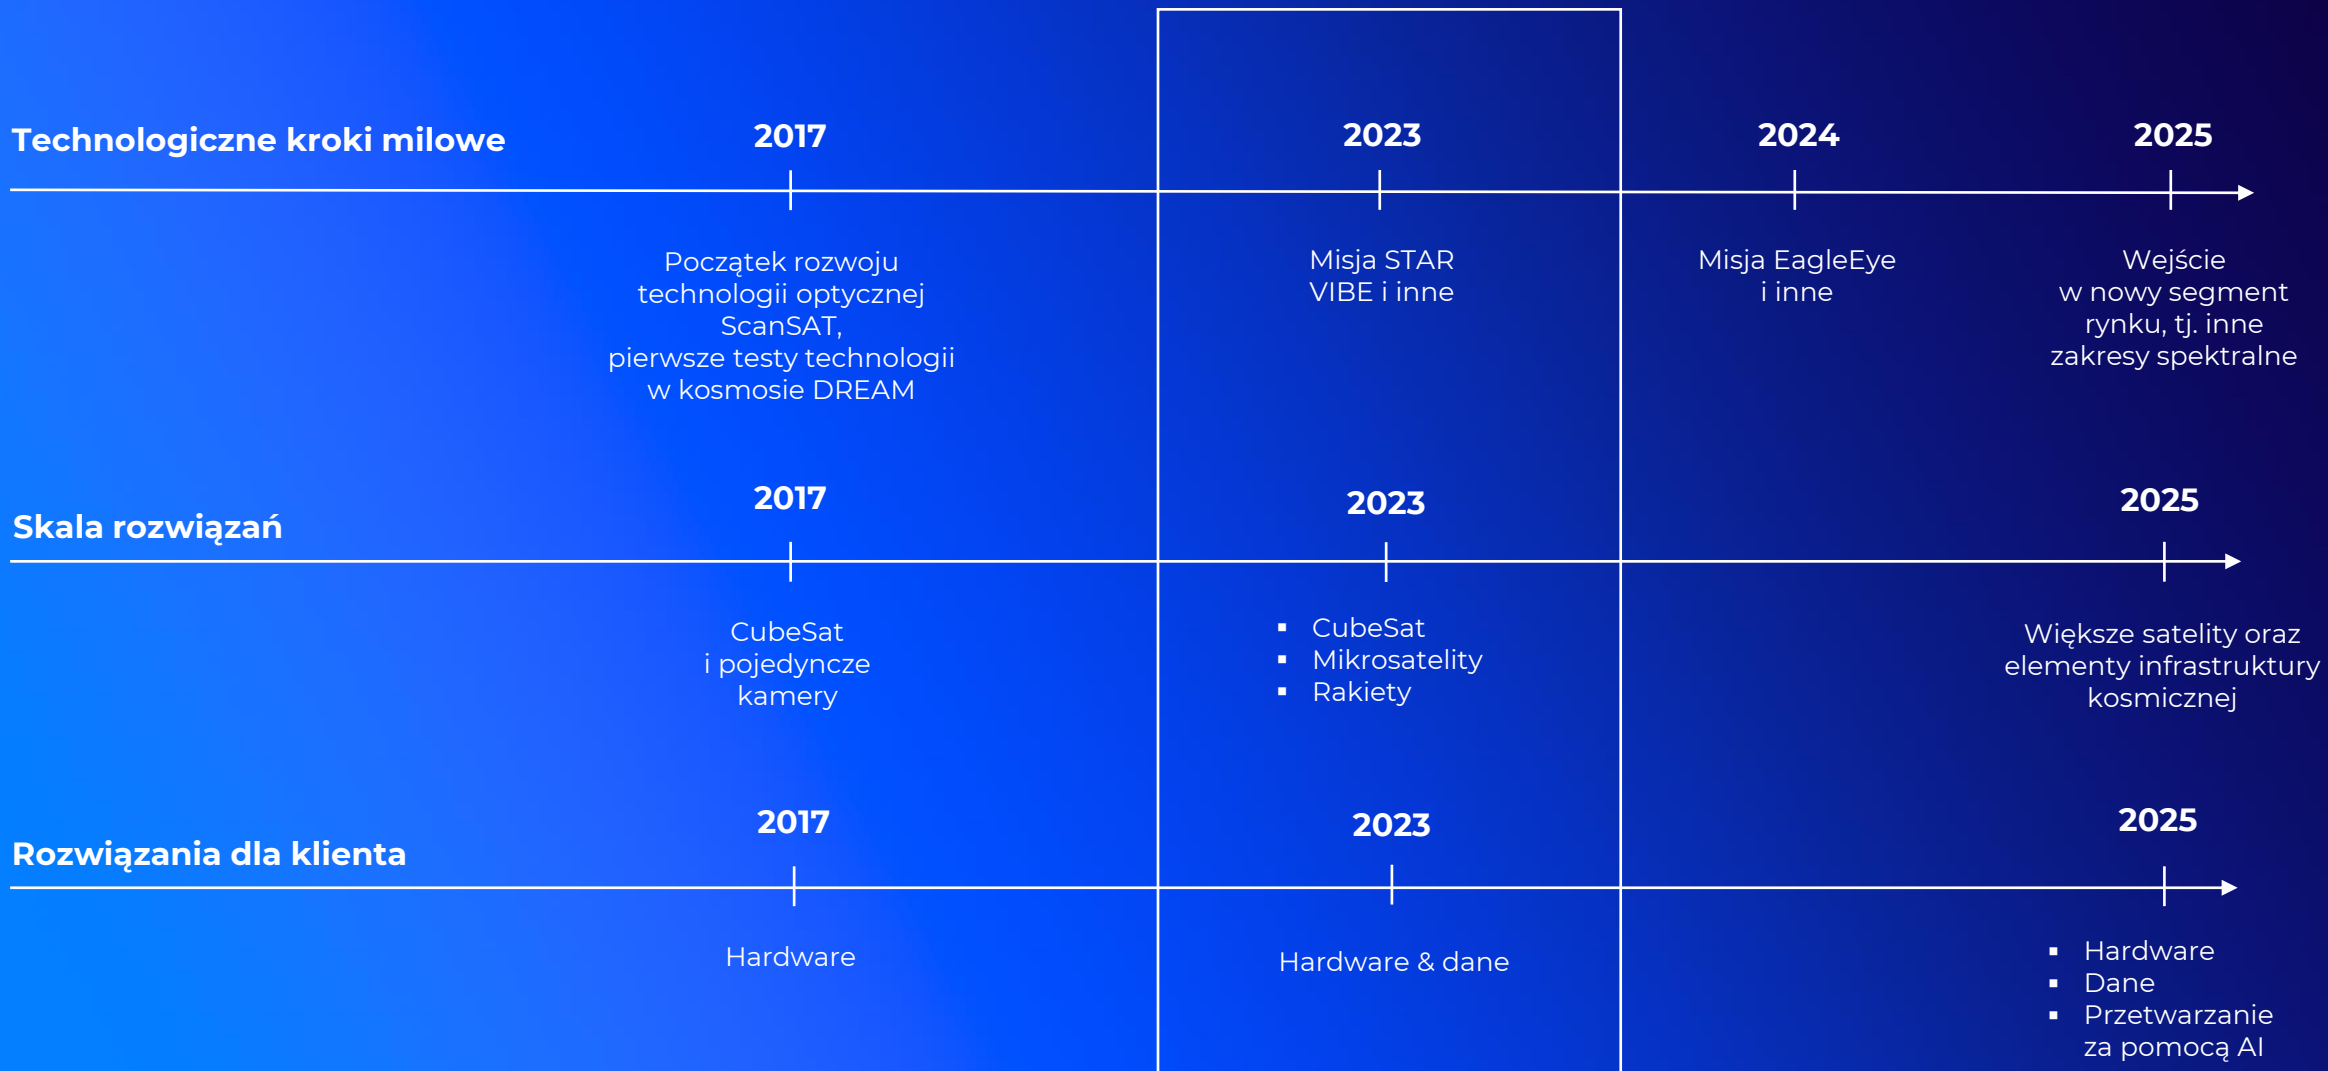 Technologiczne kroki milowe
2017
2023
2024
2025
Początek rozwoju
technologii optycznej
ScanSAT,
pierwsze testy technologii
w kosmosie DREAM
Misja STAR
VIBE i inne
Misja EagleEye
i inne
Wejście
w nowy segment
rynku, tj. inne
zakresy spektralne
Skala rozwiązań
2017
2023
2025
CubeSat
i pojedyncze
kamery
▪ CubeSat
▪ Mikrosatelity
▪ Rakiety
Większe satelity oraz
elementy infrastruktury
kosmicznej
Rozwiązania dla klienta
2017
2023
2025
Hardware
Hardware & dane
▪ Hardware
▪ Dane
▪ Przetwarzanie
za pomocą AI